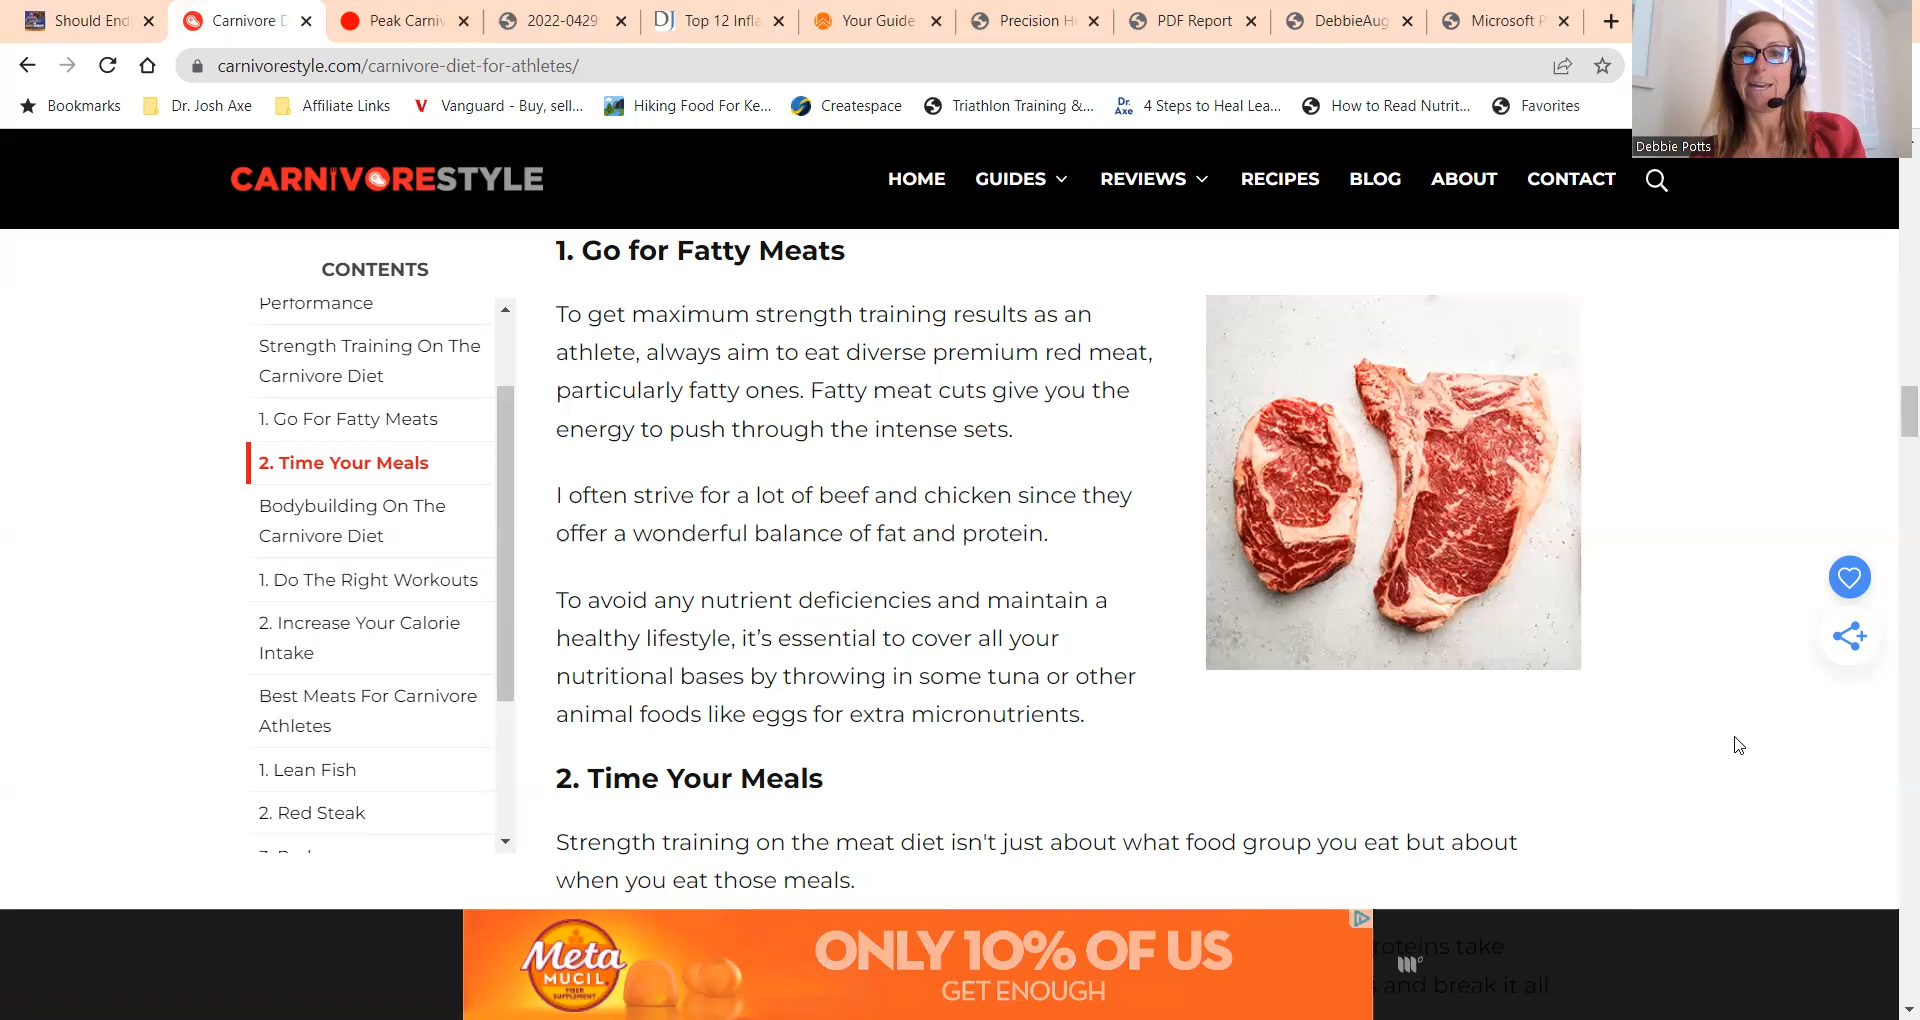 Should End
Carnivore D
Peak Carniv
2022-0429
DJ
Top 12 Infla
Your Guide
Precision H
PDF Report
DebbieAug
Microsoft P
carnivorestyle.com/carnivore-diet-for-athletes/
Bookmarks
Dr. Josh Axe
Affiliate Links
Vanguard - Buy, sell...
Hiking Food For Ke...
Createspace
Triathlon Training &...
Dr. Axe
4 Steps to Heal Lea...
How to Read Nutrit...
Favorites
Debbie Potts
CARNIVORESTYLE
HOME
GUIDES
REVIEWS
RECIPES
BLOG
ABOUT
CONTACT
CONTENTS
Performance
Strength Training On The
Carnivore Diet
1. Go For Fatty Meats
2. Time Your Meals
Bodybuilding On The
Carnivore Diet
1. Do The Right Workouts
2. Increase Your Calorie
Intake
Best Meats For Carnivore
Athletes
1. Lean Fish
2. Red Steak
1. Go for Fatty Meats
To get maximum strength training results as an
athlete, always aim to eat diverse premium red meat,
particularly fatty ones. Fatty meat cuts give you the
energy to push through the intense sets.
I often strive for a lot of beef and chicken since they
offer a wonderful balance of fat and protein.
To avoid any nutrient deficiencies and maintain a
healthy lifestyle, it’s essential to cover all your
nutritional bases by throwing in some tuna or other
animal foods like eggs for extra micronutrients.
2. Time Your Meals
Strength training on the meat diet isn't just about what food group you eat but about
when you eat those meals.
Meta
MUCIL
FIBER SUPPLEMENT
ONLY 10% OF US
GET ENOUGH
roteins take
and break it all